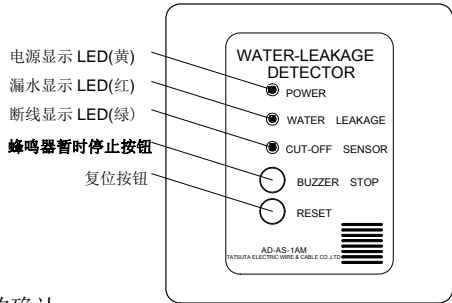 电源显示 LED(黄)
漏水显示 LED(红)
断线显示 LED(绿)
蜂鸣器暂时停止按钮
复位按钮
WATER-LEAKAGE
DETECTOR
POWER
WATER LEAKAGE
CUT-OFF SENSOR
BUZZER STOP
RESET
AD-AS-1AM
TATSUTA ELECTRIC WIRE & CABLE CO.,LTD
确认